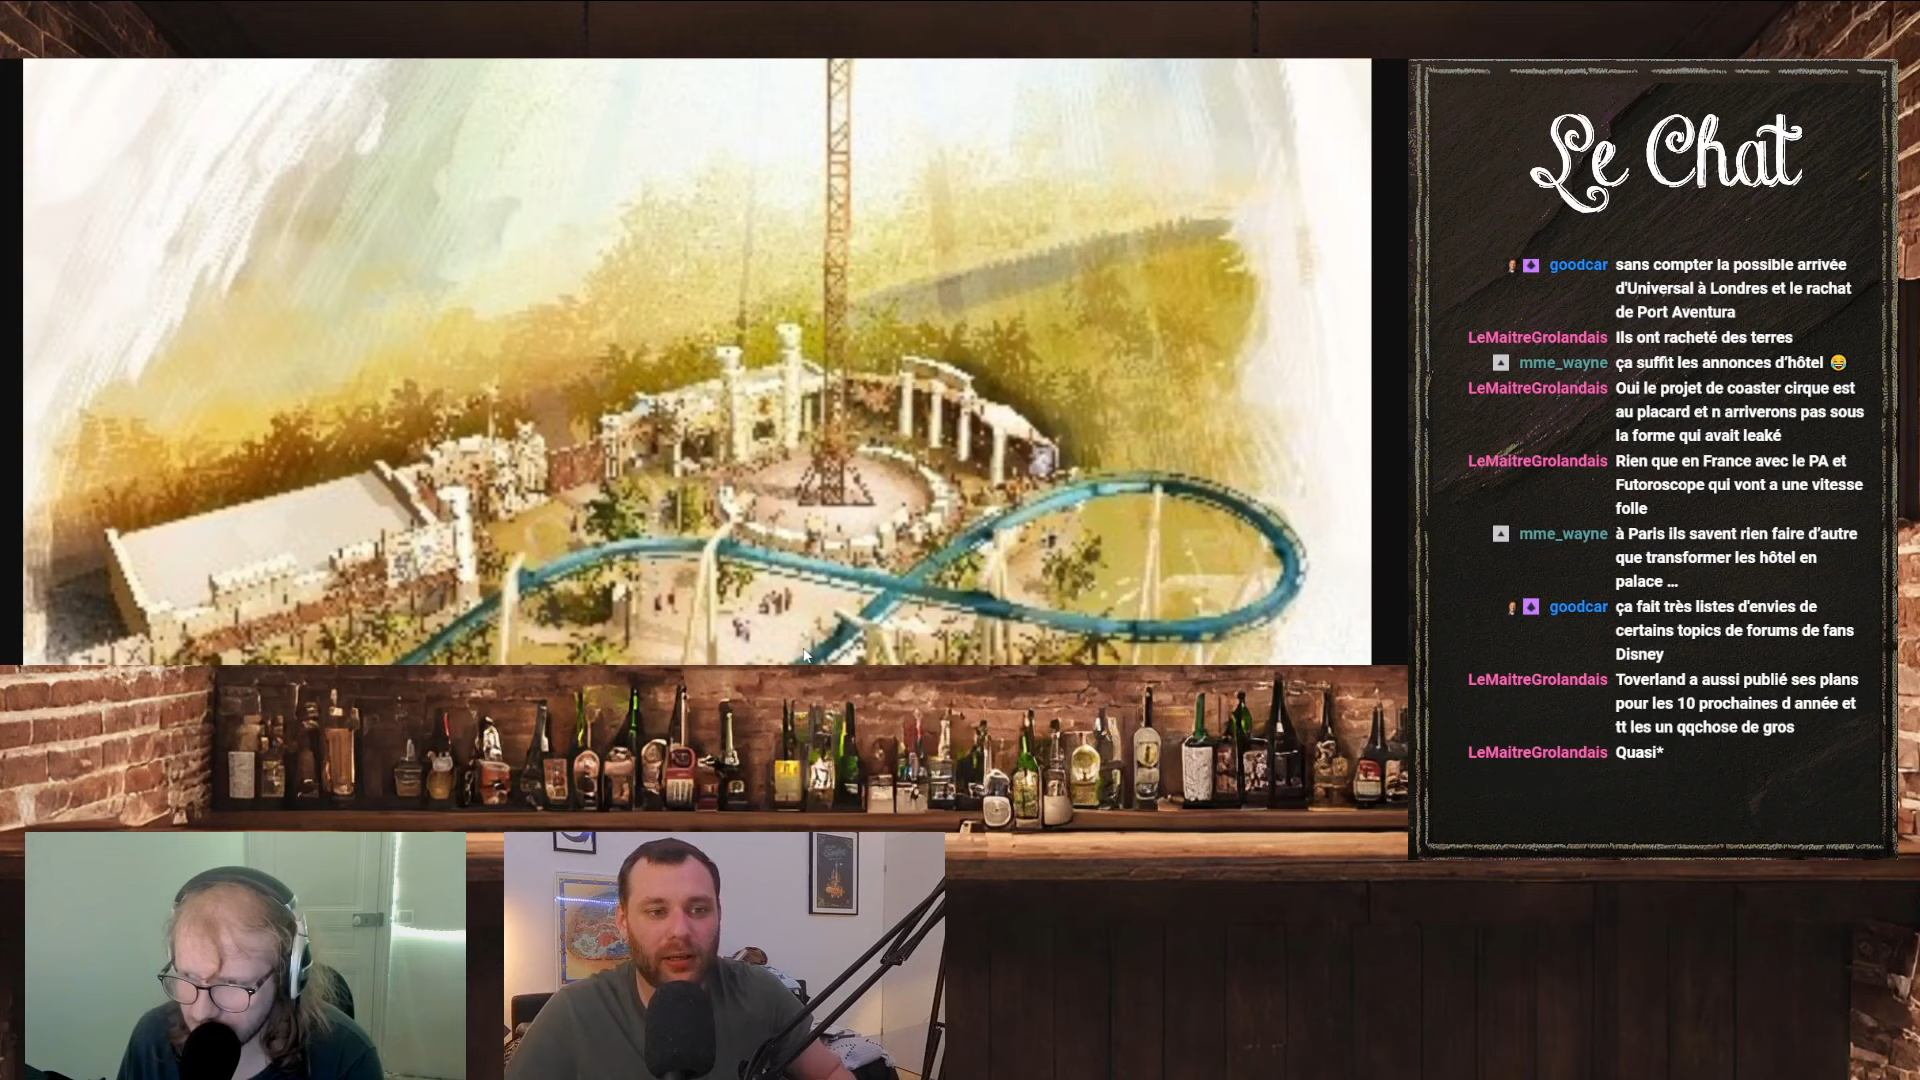 Le Chat
goodcar sans compter la possible arrivée
d'Universal à Londres et le rachat
de Port Aventura
LeMaitreGrolandais Ils ont racheté des terres
mme_wayne ça suffit les annonces d'hôtel 😂
LeMaitreGrolandais Oui le projet de coaster cirque est
au placard et n arriverons pas sous
la forme qui avait leaké
LeMaitreGrolandais Rien que en France avec le PA et
Futoroscope qui vont a une vitesse
folle
mme_wayne à Paris ils savent rien faire d'autre
que transformer les hôtel en
palace ...
goodcar ça fait très listes d'envies de
certains topics de forums de fans
Disney
LeMaitreGrolandais Toverland a aussi publié ses plans
pour les 10 prochaines d année et
tt les un qqchose de gros
LeMaitreGrolandais Quasi*